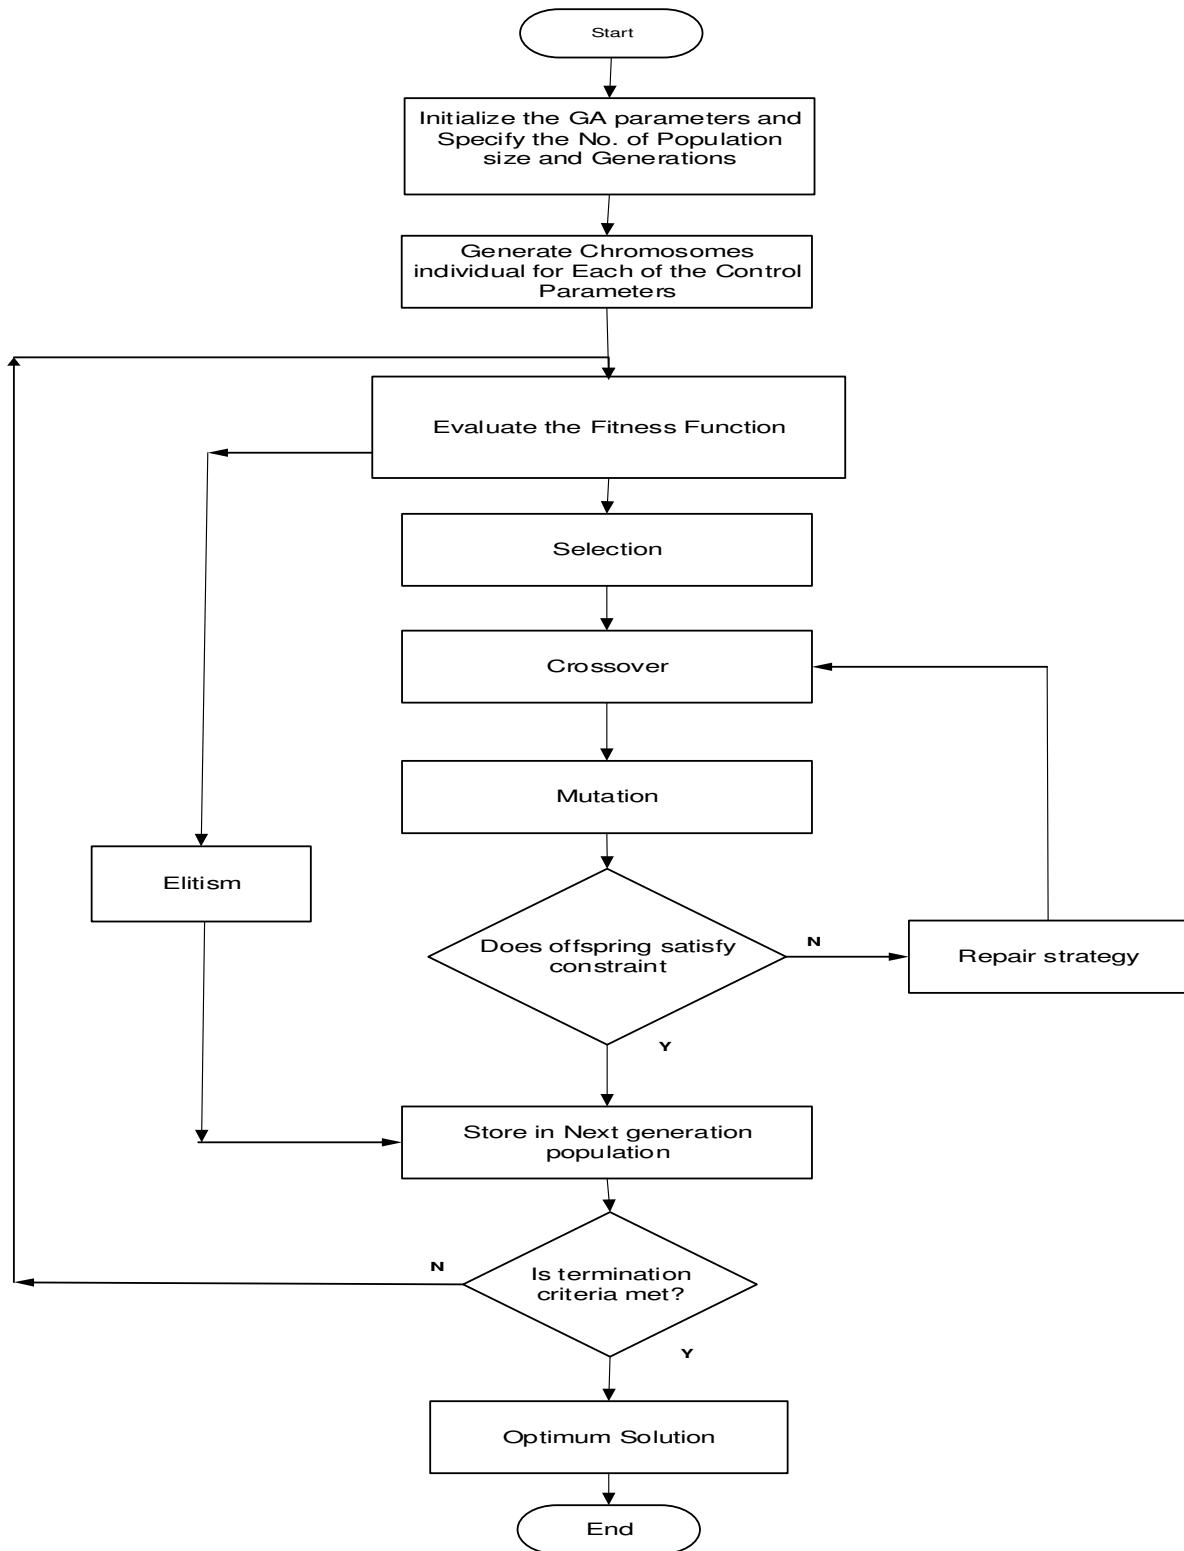 Start
Initialize the GA parameters and
Specify the No. of Population
size and Generations
Generate Chromosomes
individual for Each of the Control
Parameters
Evaluate the Fitness Function
Selection
Crossover
Mutation
Elitism
Does offspring satisfy
constraint
N
Repair strategy
Y
Store in Next generation
population
N
Is termination
criteria met?
Y
Optimum Solution
End